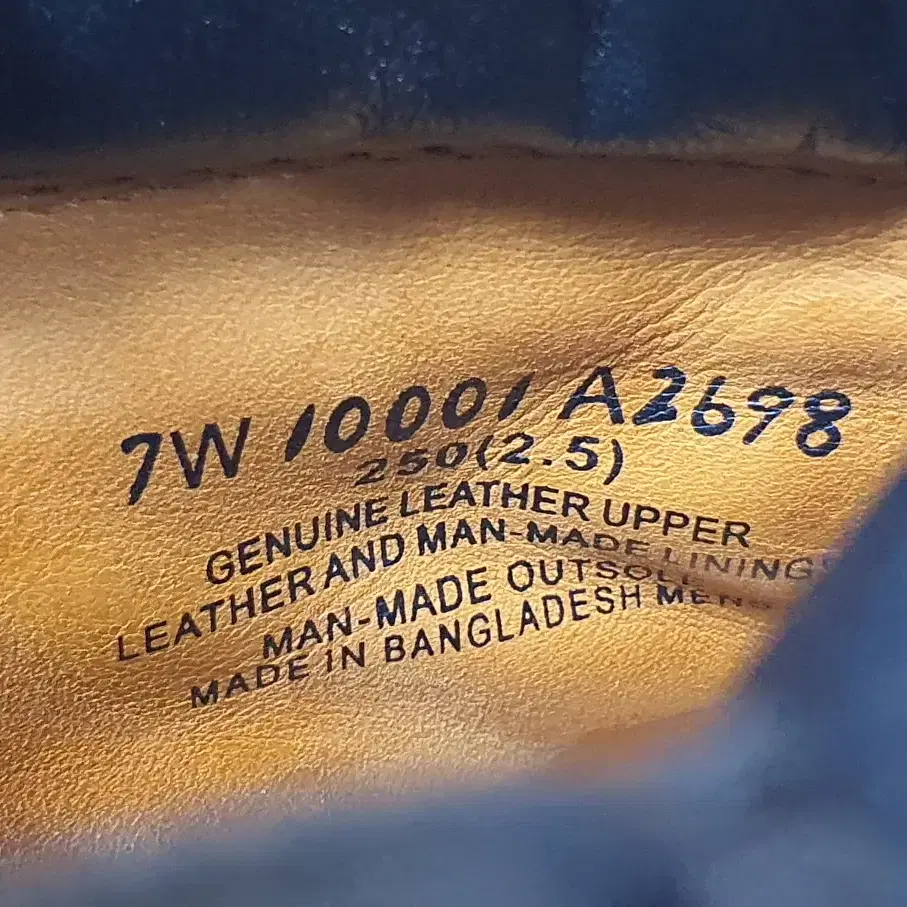 7W 10001 A2698
250(2.5)
GENUINE LEATHER UPPER
LEATHER AND MAN-MADE LININGS
MAN-MADE OUTSOLE
MADE IN BANGLADESH MENS